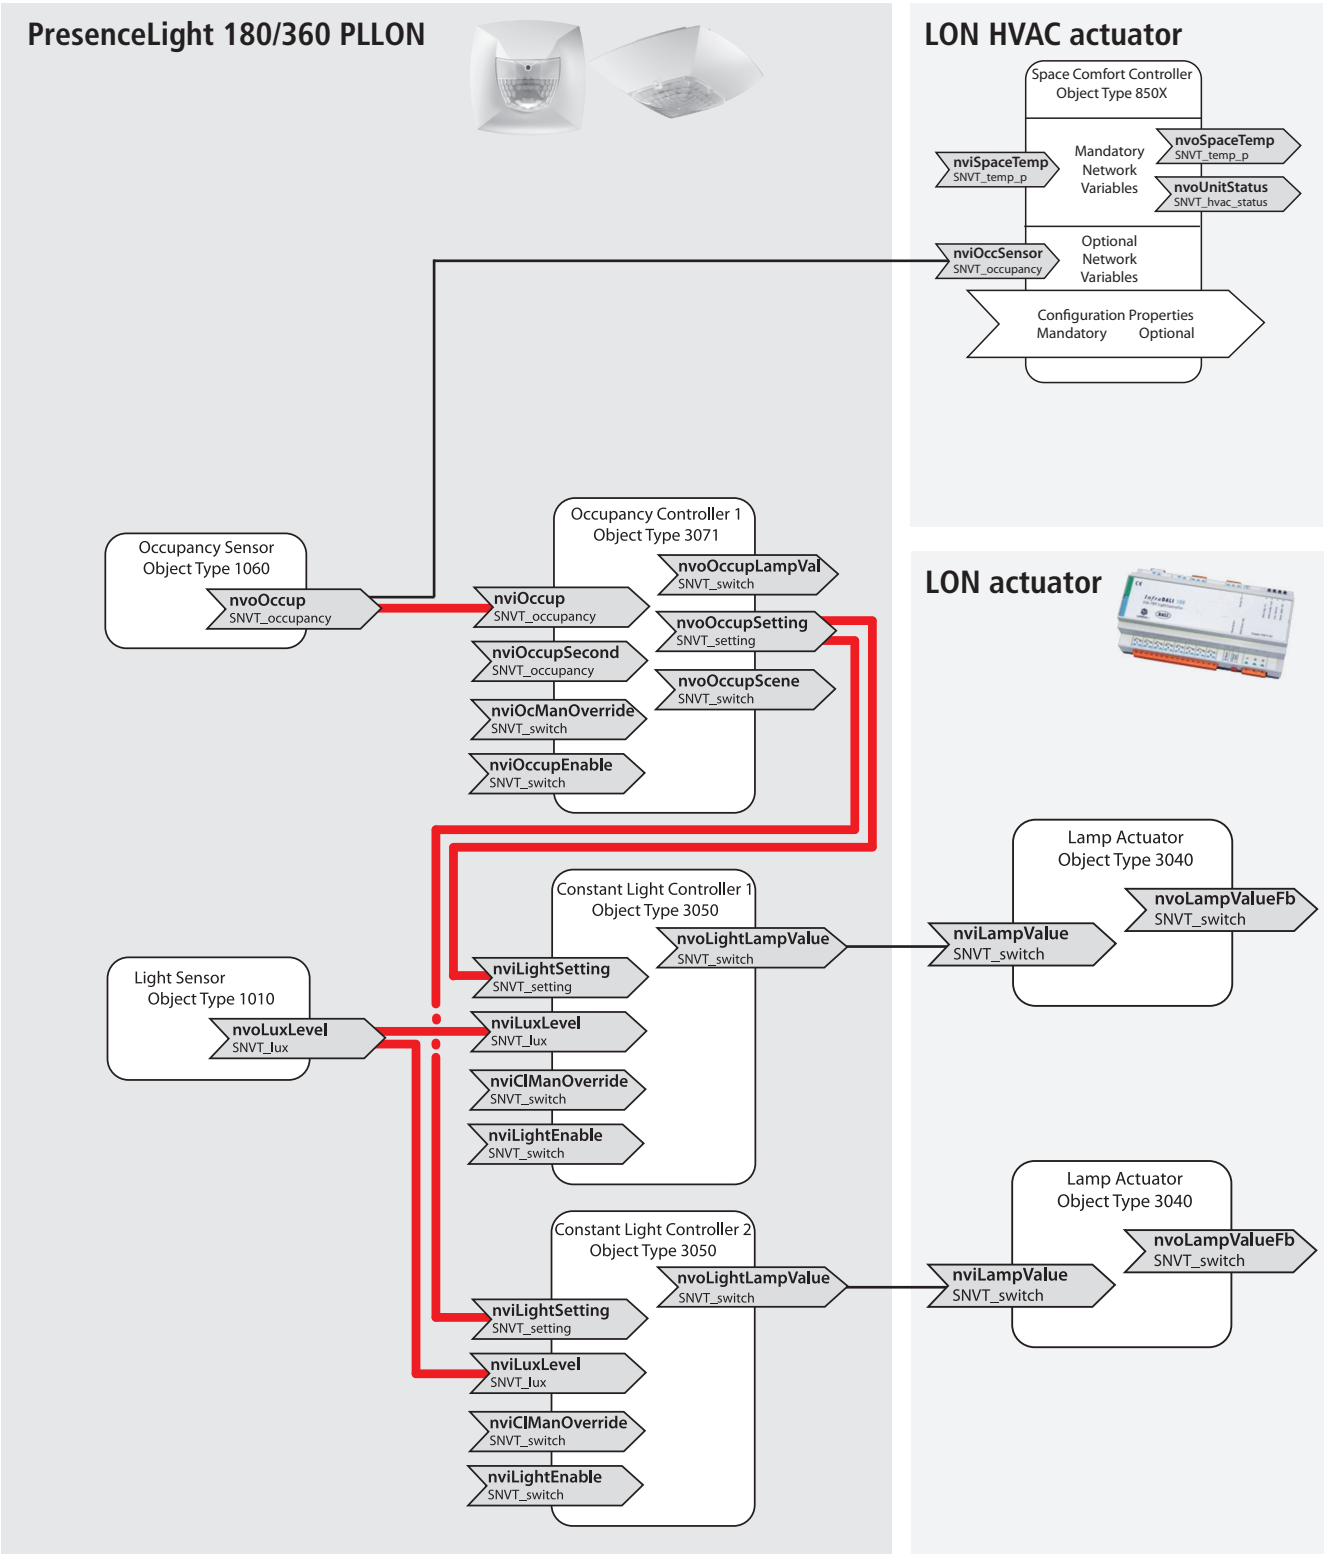 PresenceLight 180/360 PLLON
LON HVAC actuator
Space Comfort Controller
Object Type 850X
Mandatory
Network
Variables
nviSpaceTemp
SNVT_temp_p
nvoSpaceTemp
SNVT_temp_p
nvoUnitStatus
SNVT_hvac_status
nviOccSensor
SNVT_occupancy
Optional
Network
Variables
Configuration Properties
Mandatory Optional
Occupancy Sensor
Object Type 1060
nvoOccup
SNVT_occupancy
Occupancy Controller 1
Object Type 3071
nvoOccupLampVal
SNVT_switch
nviOccup
SNVT_occupancy
nvoOccupSetting
SNVT_setting
nviOccupSecond
SNVT_occupancy
nvoOccupScene
SNVT_switch
nviOcManOverride
SNVT_switch
nviOccupEnable
SNVT_switch
LON actuator
InfraDALI 100
DALI
Lamp Actuator
Object Type 3040
nvoLampValueFb
SNVT_switch
nviLampValue
SNVT_switch
Constant Light Controller 1
Object Type 3050
nvoLightLampValue
SNVT_switch
nviLightSetting
SNVT_setting
nviLuxLevel
SNVT_lux
nviClManOverride
SNVT_switch
nviLightEnable
SNVT_switch
Light Sensor
Object Type 1010
nvoLuxLevel
SNVT_lux
Lamp Actuator
Object Type 3040
nvoLampValueFb
SNVT_switch
nviLampValue
SNVT_switch
Constant Light Controller 2
Object Type 3050
nvoLightLampValue
SNVT_switch
nviLightSetting
SNVT_setting
nviLuxLevel
SNVT_lux
nviClManOverride
SNVT_switch
nviLightEnable
SNVT_switch